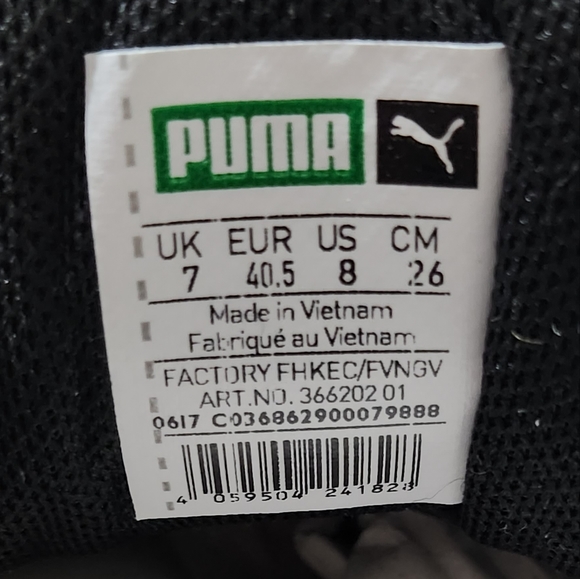 PUMA
UK EUR US CM
7 40.5 8 26
Made in Vietnam
Fabriqué au Vietnam
FACTORY FHKEC/FVNGV
ART.NO. 366202 01
0617 C036862900079888
4 059504 241828